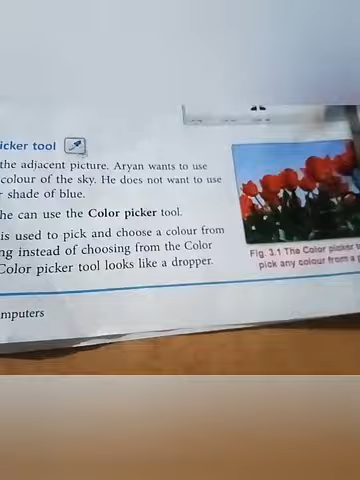 icker tool
the adjacent picture. Aryan wants to use
colour of the sky. He does not want to use
r shade of blue.
he can use the Color picker tool.
is used to pick and choose a colour from
ng instead of choosing from the Color
Color picker tool looks like a dropper.
Fig. 3.1 The Color picker t
pick any colour from a p
mputers